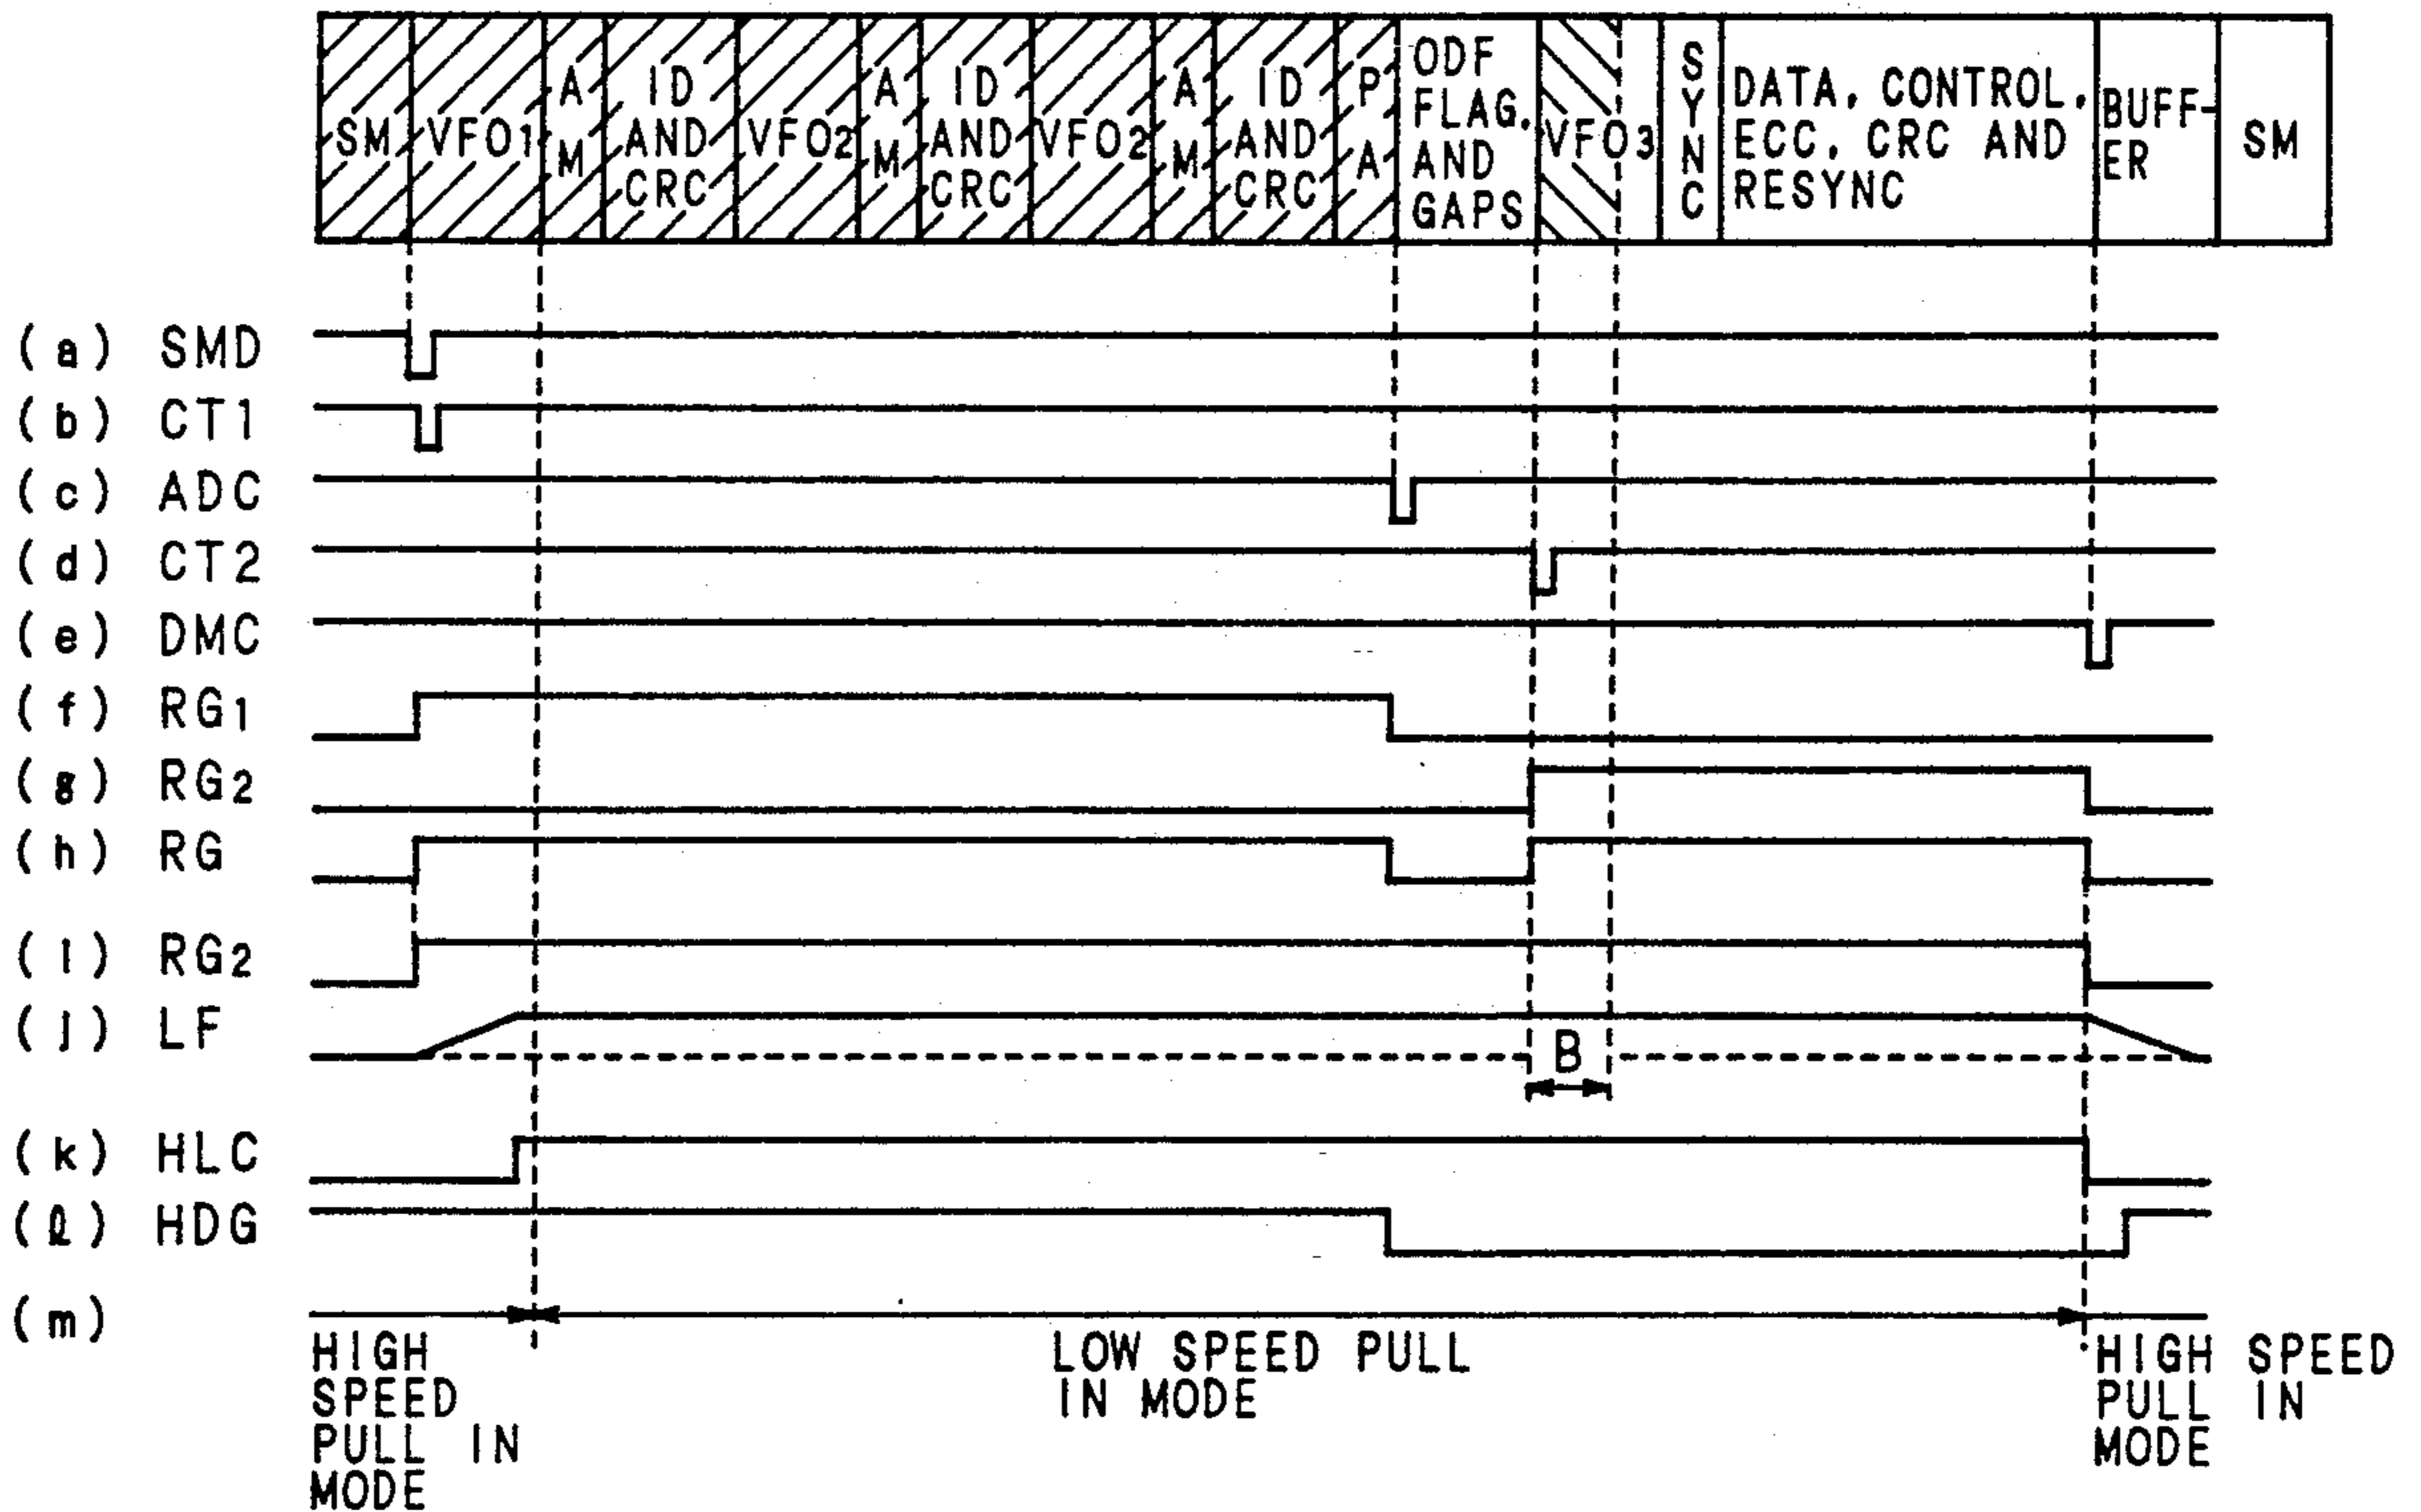 SM
VFO1
A
M
ID
AND
CRC
VFO2
A
M
ID
AND
CRC
VFO2
A
M
ID
AND
CRC
P
A
ODF
FLAG,
AND
GAPS
VFO3
S
Y
N
C
DATA, CONTROL,
ECC, CRC AND
RESYNC
BUFF-
ER
SM
(a) SMD
(b) CT1
(c) ADC
(d) CT2
(e) DMC
(f) RG1
(g) RG2
(h) RG
(i) RG2
(j) LF
B
(k) HLC
(ℓ) HDG
(m)
HIGH
SPEED
PULL IN
MODE
LOW SPEED PULL
IN MODE
HIGH SPEED
PULL IN
MODE